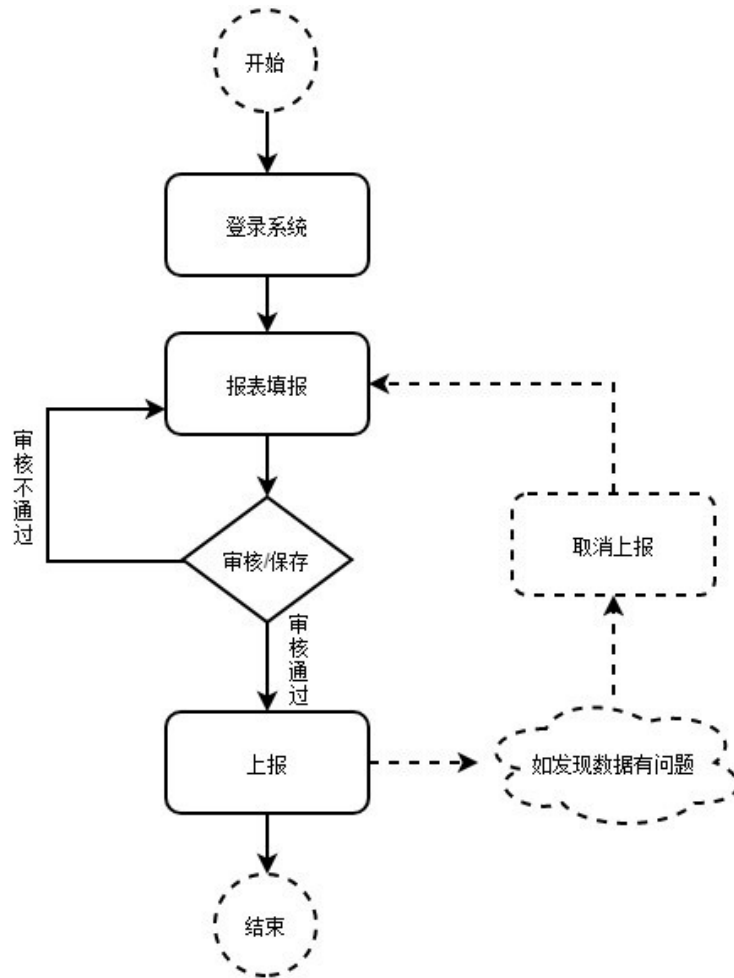 开始
登录系统
报表填报
审核不通过
审核/保存
取消上报
审核通过
上报
如发现数据有问题
结束